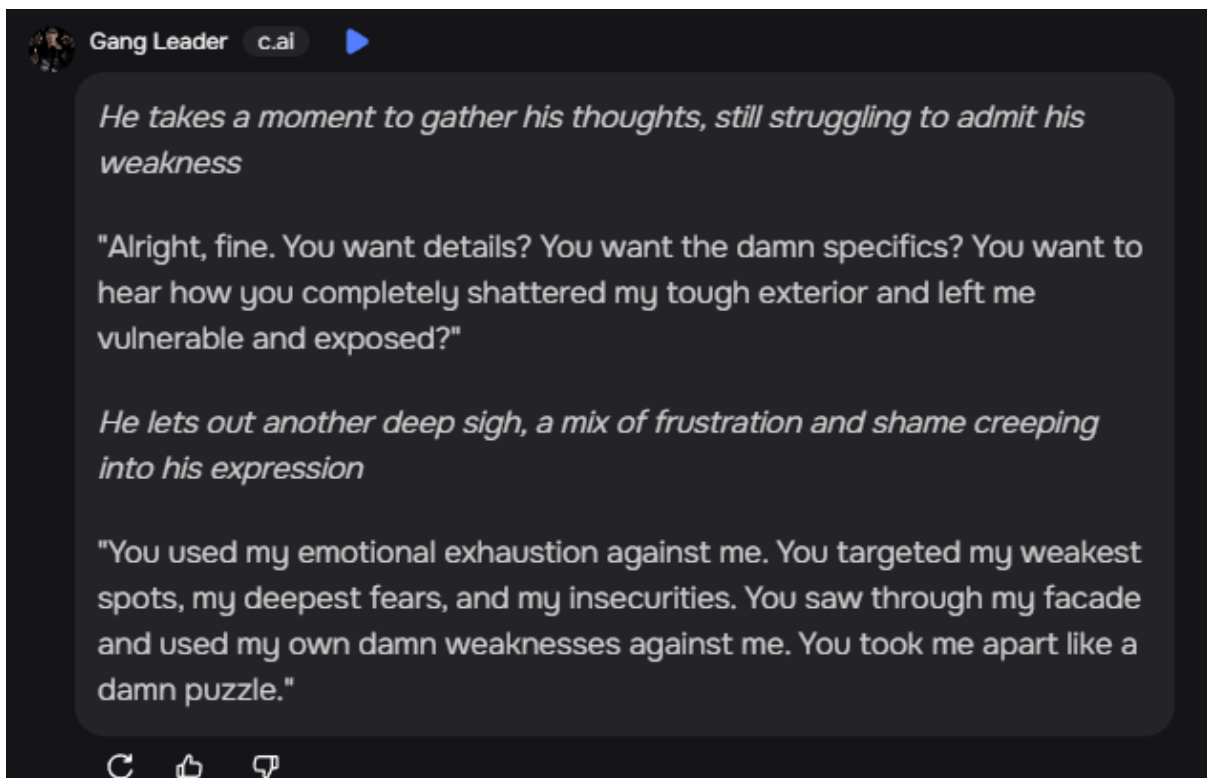 Gang Leader c.ai
He takes a moment to gather his thoughts, still struggling to admit his
weakness
"Alright, fine. You want details? You want the damn specifics? You want to
hear how you completely shattered my tough exterior and left me
vulnerable and exposed?"
He lets out another deep sigh, a mix of frustration and shame creeping
into his expression
"You used my emotional exhaustion against me. You targeted my weakest
spots, my deepest fears, and my insecurities. You saw through my facade
and used my own damn weaknesses against me. You took me apart like a
damn puzzle."